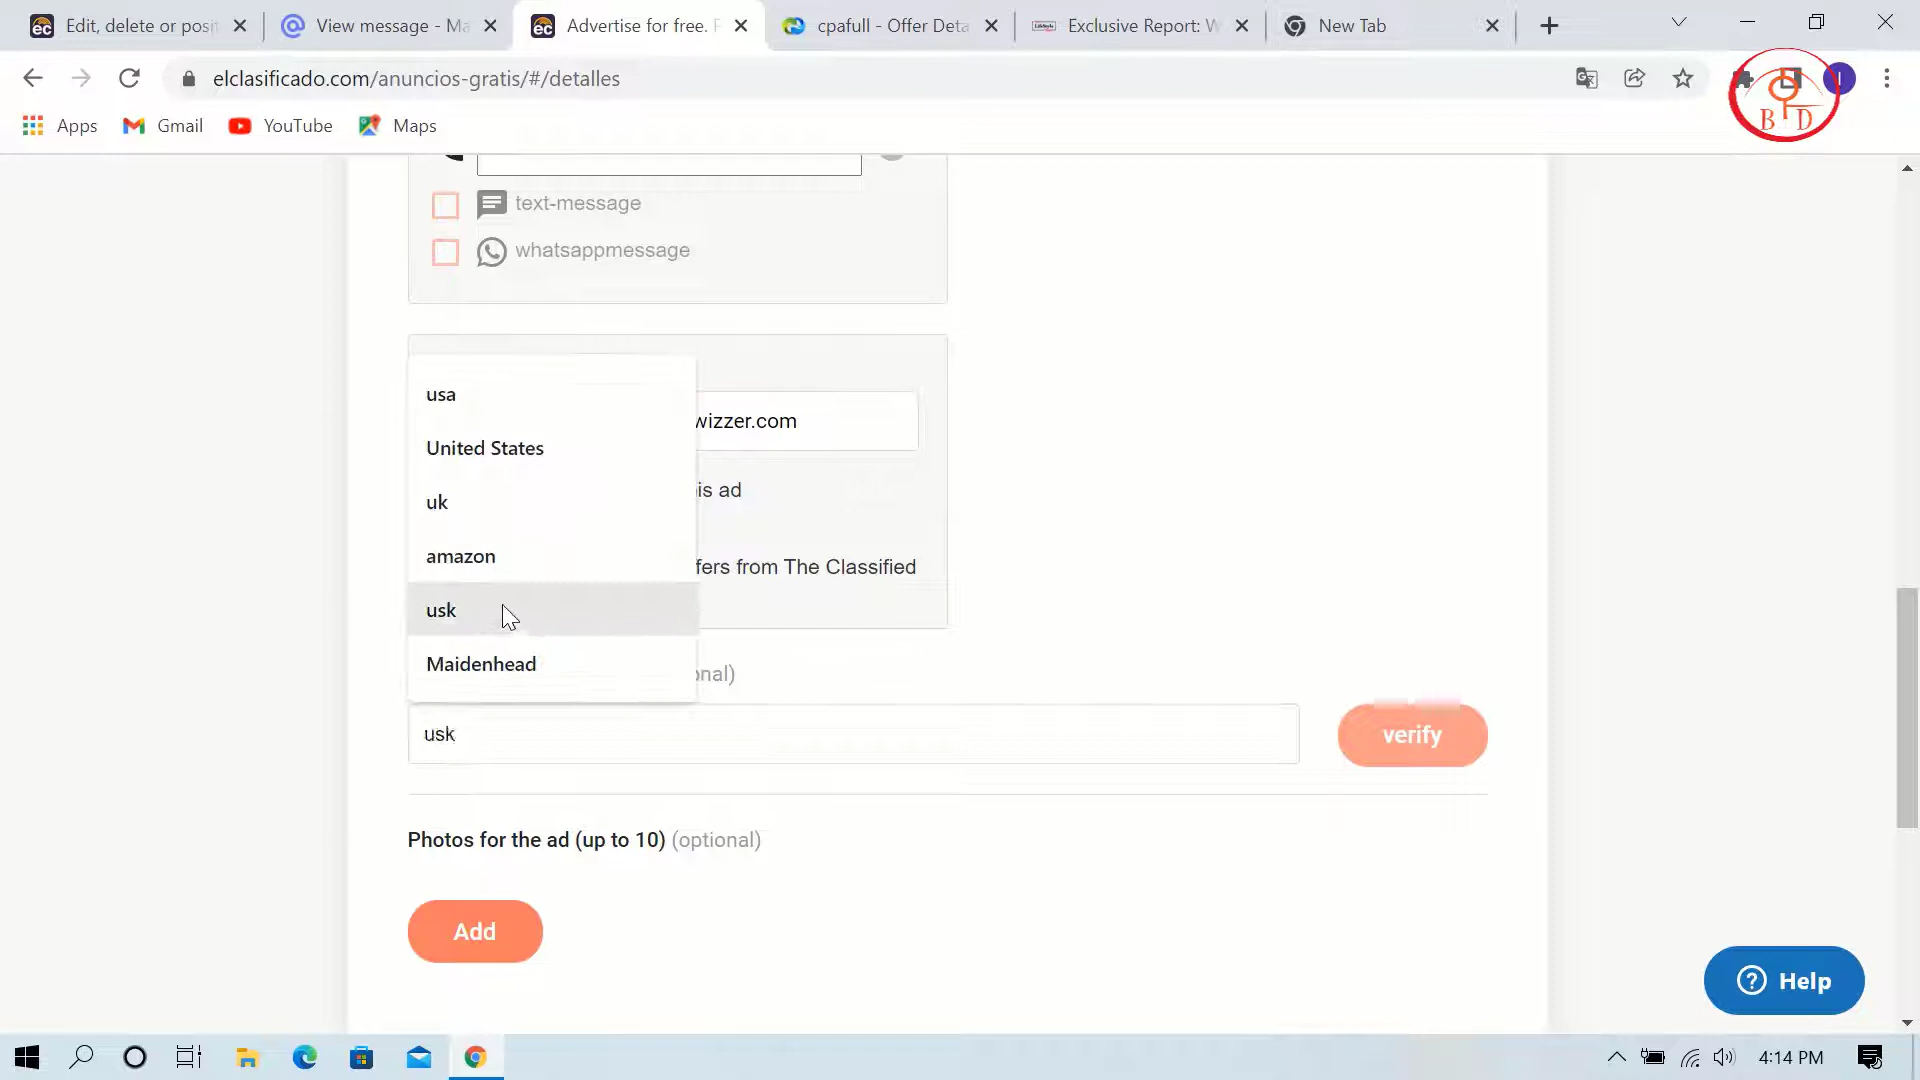 Edit, delete or posit
View message - Ma
Advertise for free. P
cpafull - Offer Deta
Exclusive Report: W
New Tab
elclasificado.com/anuncios-gratis/#/detalles
Apps
Gmail
YouTube
Maps
B D
text-message
whatsappmessage
usa
United States
uk
amazon
usk
Maidenhead
wizzer.com
is ad
fers from The Classified
onal)
usk
verify
Photos for the ad (up to 10) (optional)
Add
Help
4:14 PM